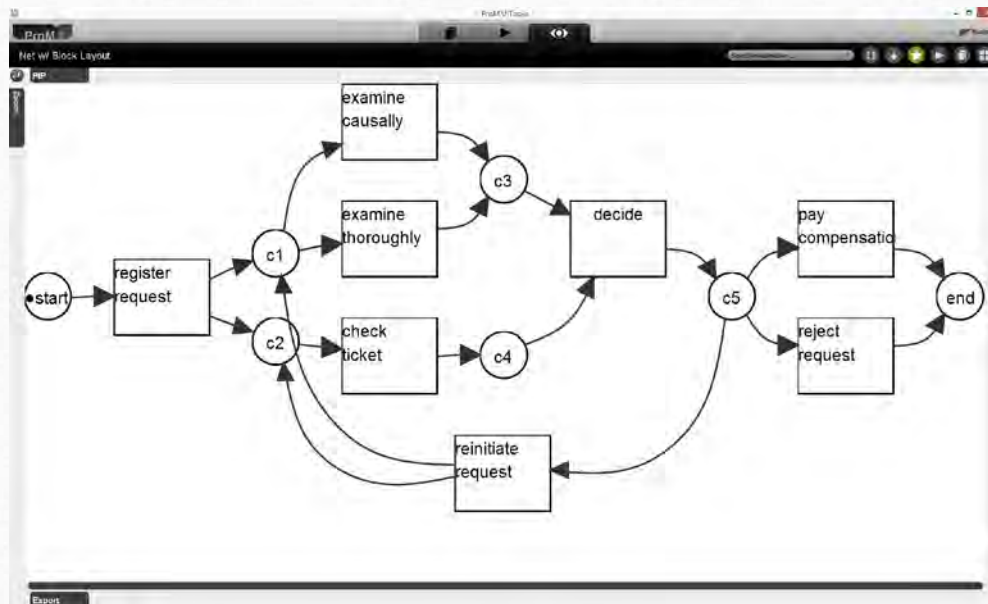 ProM
Net w/ Block Layout
PIP
examine
causally
c3
examine
thoroughly
decide
pay
compensatio
c1
register
request
start
c5
end
c2
check
ticket
c4
reject
request
reinitiate
request
Export